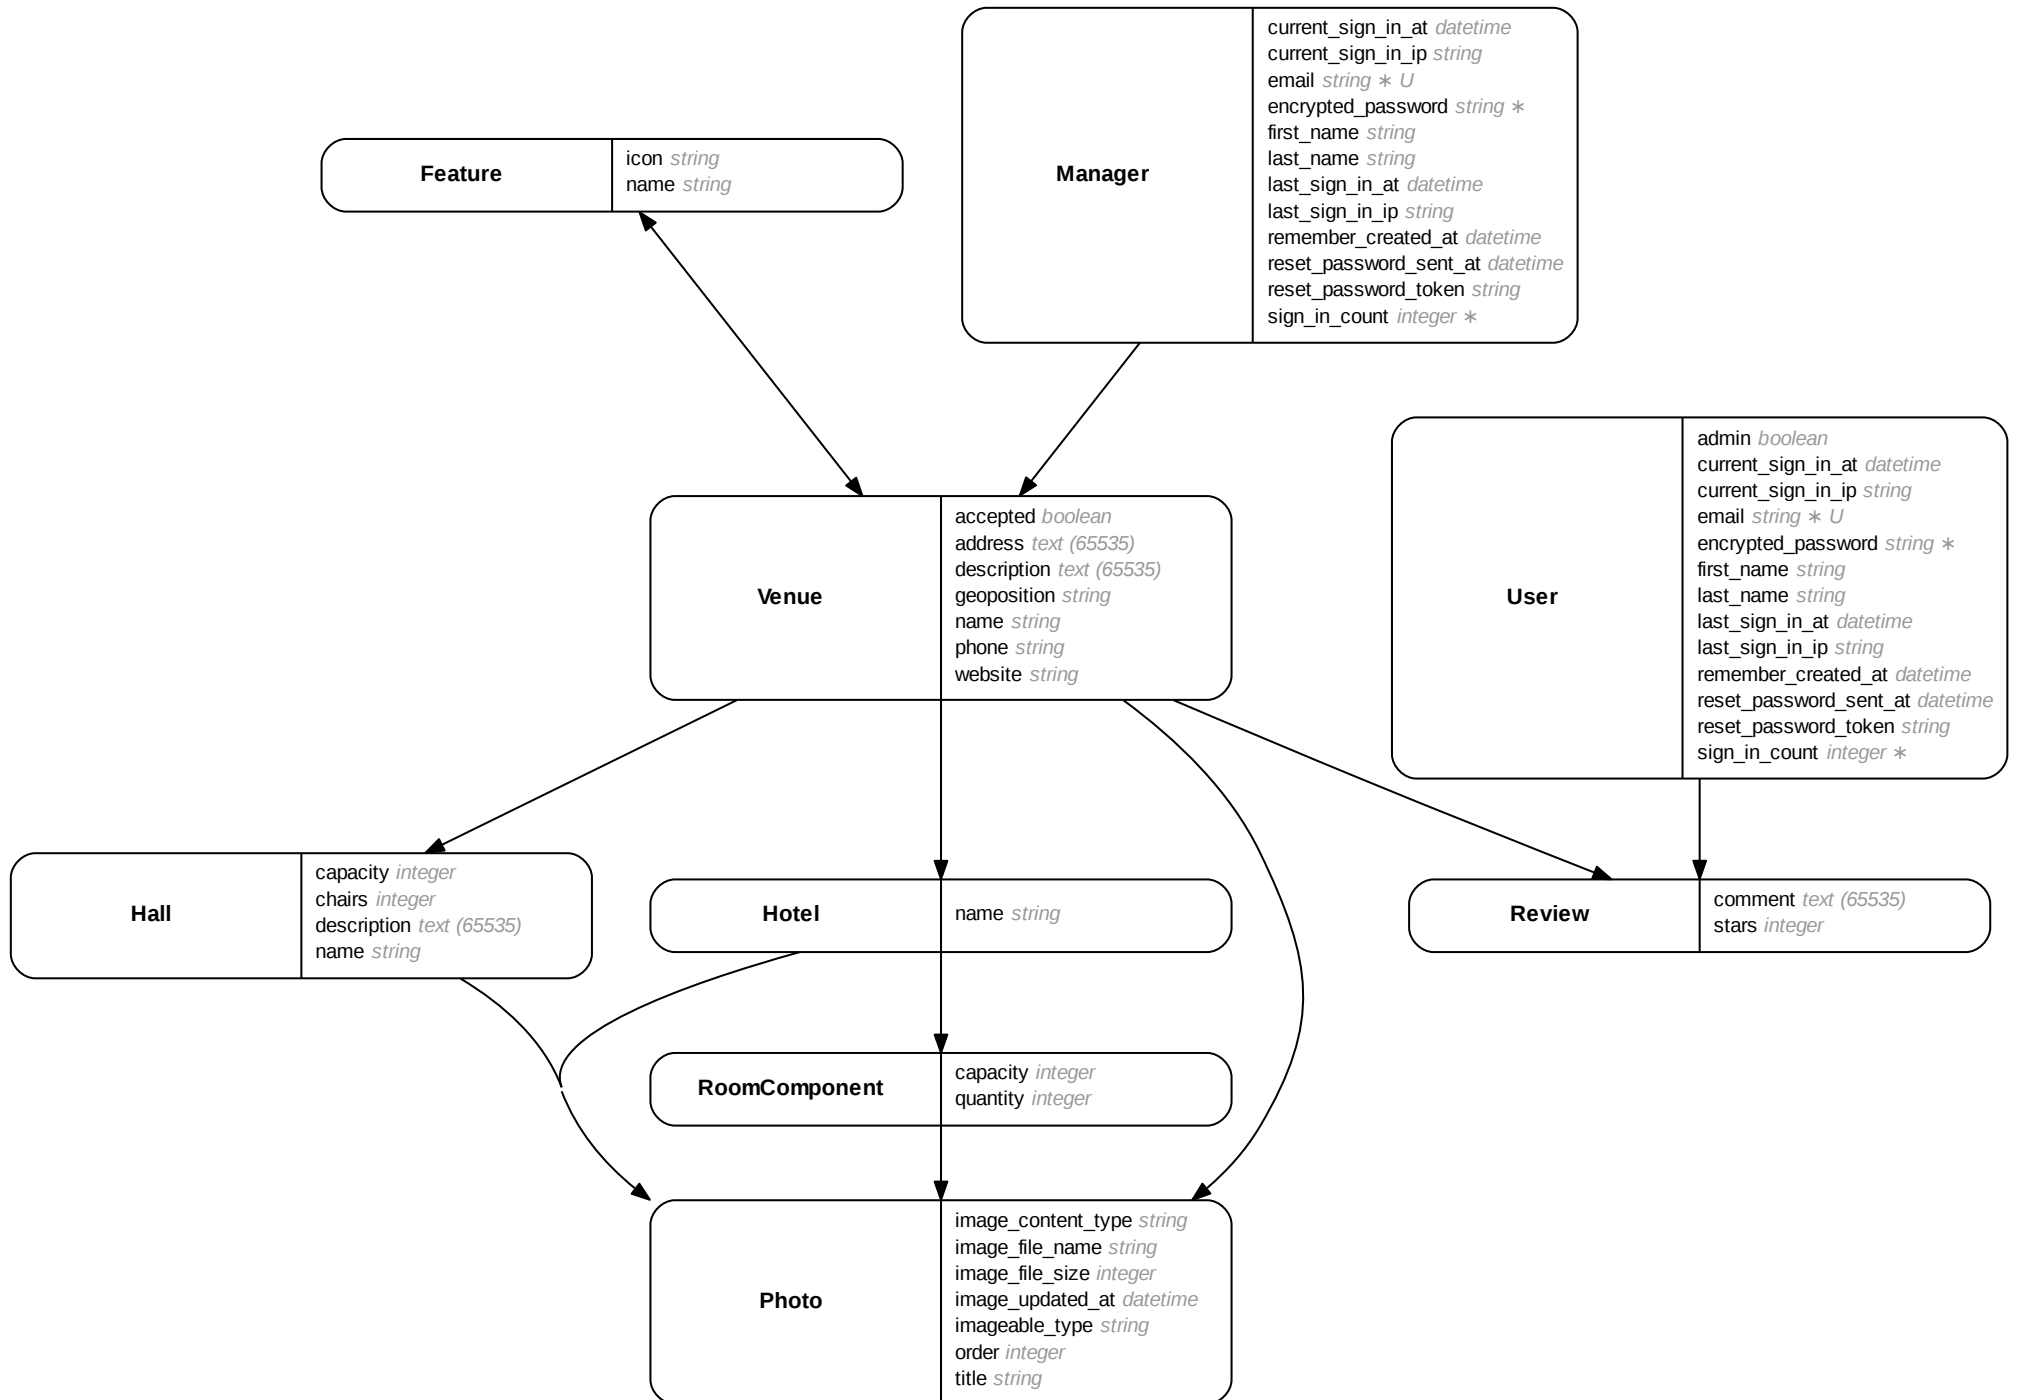 Manager
current_sign_in_at datetime
current_sign_in_ip string
email string ∗ U
encrypted_password string ∗
first_name string
last_name string
last_sign_in_at datetime
last_sign_in_ip string
remember_created_at datetime
reset_password_sent_at datetime
reset_password_token string
sign_in_count integer ∗
Feature
icon string
name string
Venue
accepted boolean
address text (65535)
description text (65535)
geoposition string
name string
phone string
website string
User
admin boolean
current_sign_in_at datetime
current_sign_in_ip string
email string ∗ U
encrypted_password string ∗
first_name string
last_name string
last_sign_in_at datetime
last_sign_in_ip string
remember_created_at datetime
reset_password_sent_at datetime
reset_password_token string
sign_in_count integer ∗
Hall
capacity integer
chairs integer
description text (65535)
name string
Hotel
name string
Review
comment text (65535)
stars integer
RoomComponent
capacity integer
quantity integer
Photo
image_content_type string
image_file_name string
image_file_size integer
image_updated_at datetime
imageable_type string
order integer
title string